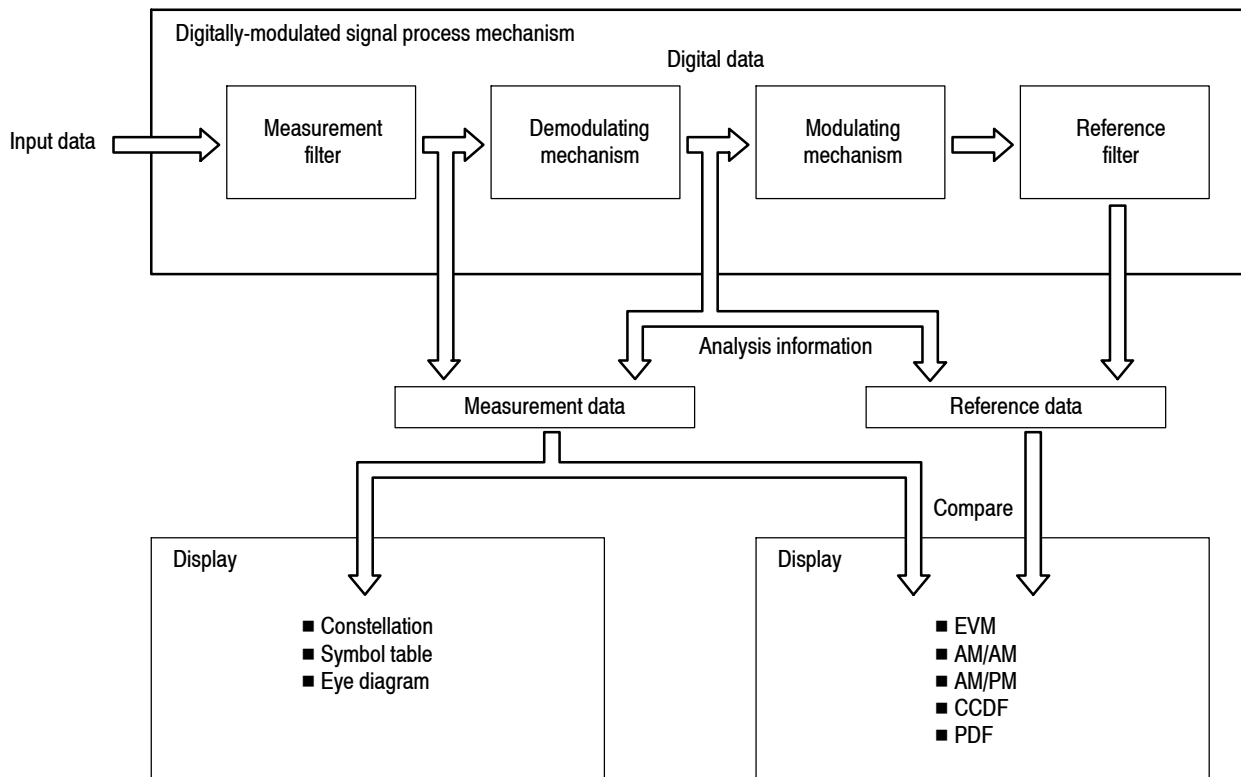 Digitally-modulated signal process mechanism
Digital data
Input data
Measurement
filter
Demodulating
mechanism
Modulating
mechanism
Reference
filter
Analysis information
Measurement data
Reference data
Compare
Display
■ Constellation
■ Symbol table
■ Eye diagram
Display
■ EVM
■ AM/AM
■ AM/PM
■ CCDF
■ PDF